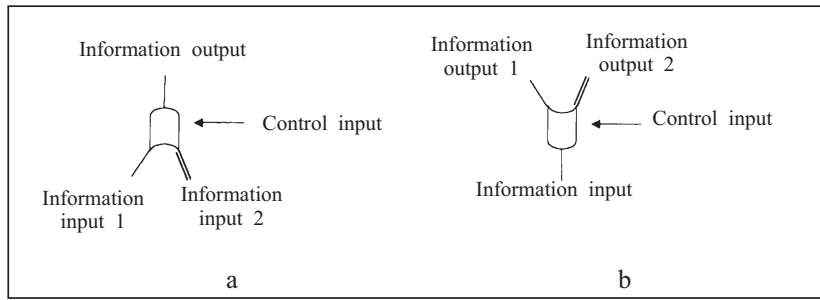 Information output
Control input
Information
input 1
Information
input 2
a
Information
output 1
Information
output 2
Control input
Information input
b